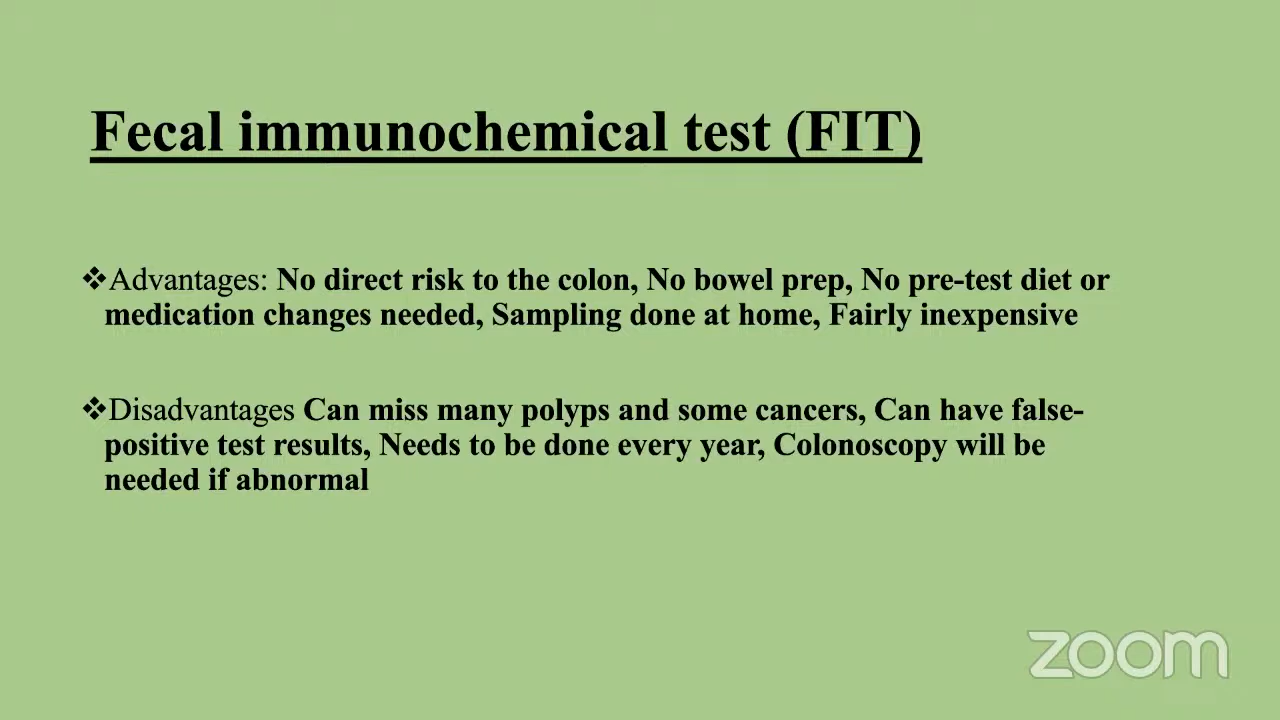 Fecal immunochemical test (FIT)
❖Advantages: No direct risk to the colon, No bowel prep, No pre-test diet or
medication changes needed, Sampling done at home, Fairly inexpensive
❖Disadvantages Can miss many polyps and some cancers, Can have false-
positive test results, Needs to be done every year, Colonoscopy will be
needed if abnormal
zoom